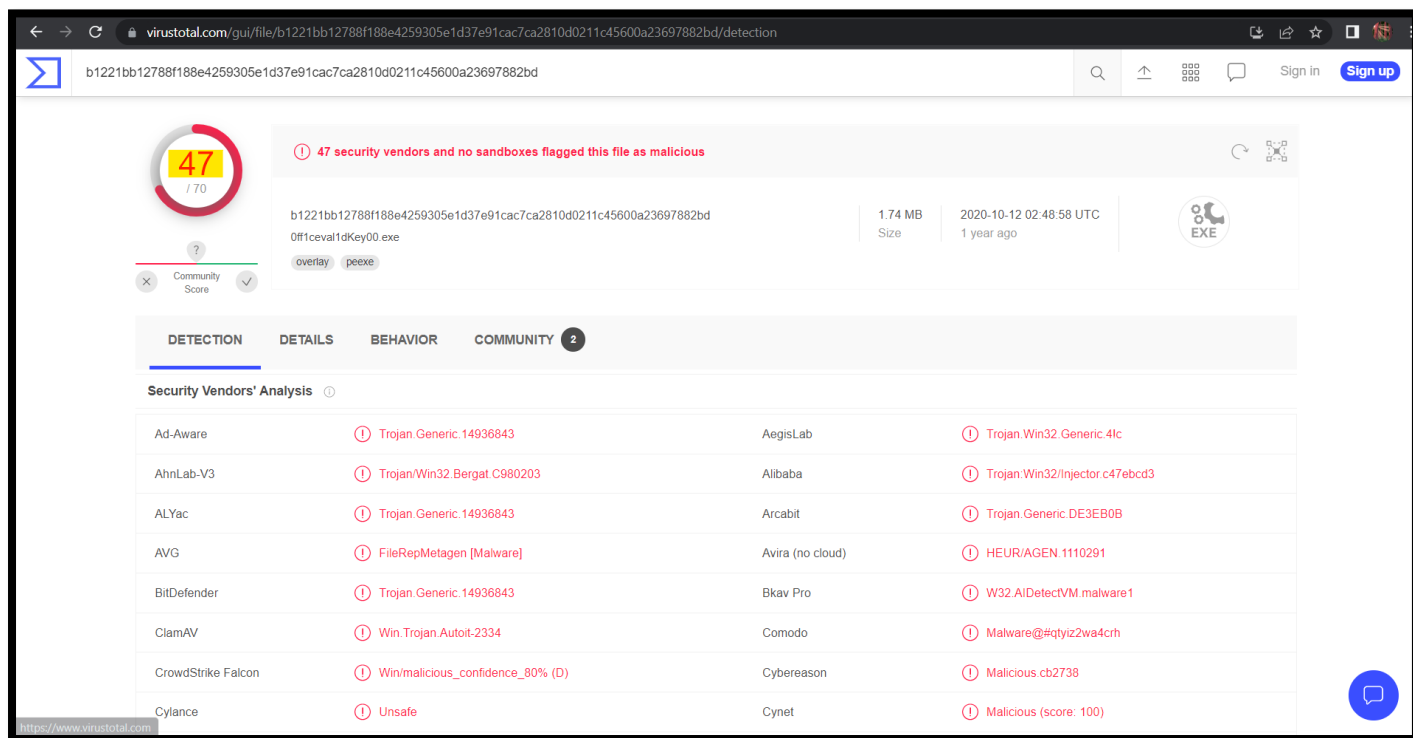 virustotal.com/gui/file/b1221bb12788f188e4259305e1d37e91cac7ca2810d0211c45600a23697882bd/detection
b1221bb12788f188e4259305e1d37e91cac7ca2810d0211c45600a23697882bd
Sign in
Sign up
47
/ 70
47 security vendors and no sandboxes flagged this file as malicious
b1221bb12788f188e4259305e1d37e91cac7ca2810d0211c45600a23697882bd
0ff1ceval1dKey00.exe
overlay peexe
1.74 MB
Size
2020-10-12 02:48:58 UTC
1 year ago
EXE
?
Community
Score
DETECTION DETAILS BEHAVIOR COMMUNITY 2
Security Vendors' Analysis
Ad-Aware Trojan.Generic.14936843 AegisLab Trojan.Win32.Generic.4!c
AhnLab-V3 Trojan/Win32.Bergat.C980203 Alibaba Trojan:Win32/Injector.c47ebcd3
ALYac Trojan.Generic.14936843 Arcabit Trojan.Generic.DE3EB0B
AVG FileRepMetagen [Malware] Avira (no cloud) HEUR/AGEN.1110291
BitDefender Trojan.Generic.14936843 Bkav Pro W32.AIDetectVM.malware1
ClamAV Win.Trojan.Autoit-2334 Comodo Malware@#qtyiz2wa4crh
CrowdStrike Falcon Win/malicious_confidence_80% (D) Cybereason Malicious.cb2738
Cylance Unsafe Cynet Malicious (score: 100)
https://www.virustotal.com